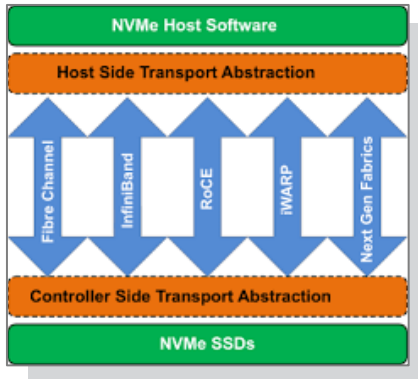 NVMe Host Software
Host Side Transport Abstraction
Fibre Channel
InfiniBand
RoCE
iWARP
Next Gen Fabrics
Controller Side Transport Abstraction
NVMe SSDs